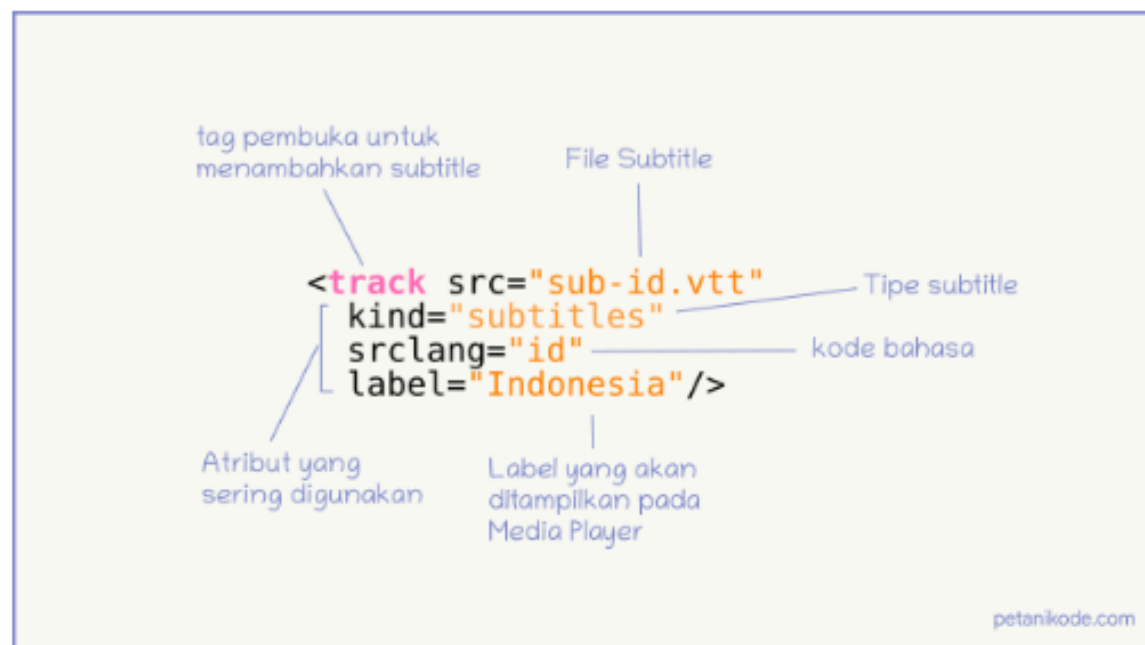 tag pembuka untuk
menambahkan subtitle
File Subtitle
<track src="sub-id.vtt"
kind="subtitles"
srclang="id"
label="Indonesia"/>
Tipe subtitle
kode bahasa
Atribut yang
sering digunakan
Label yang akan
ditampilkan pada
Media Player
petanikode.com